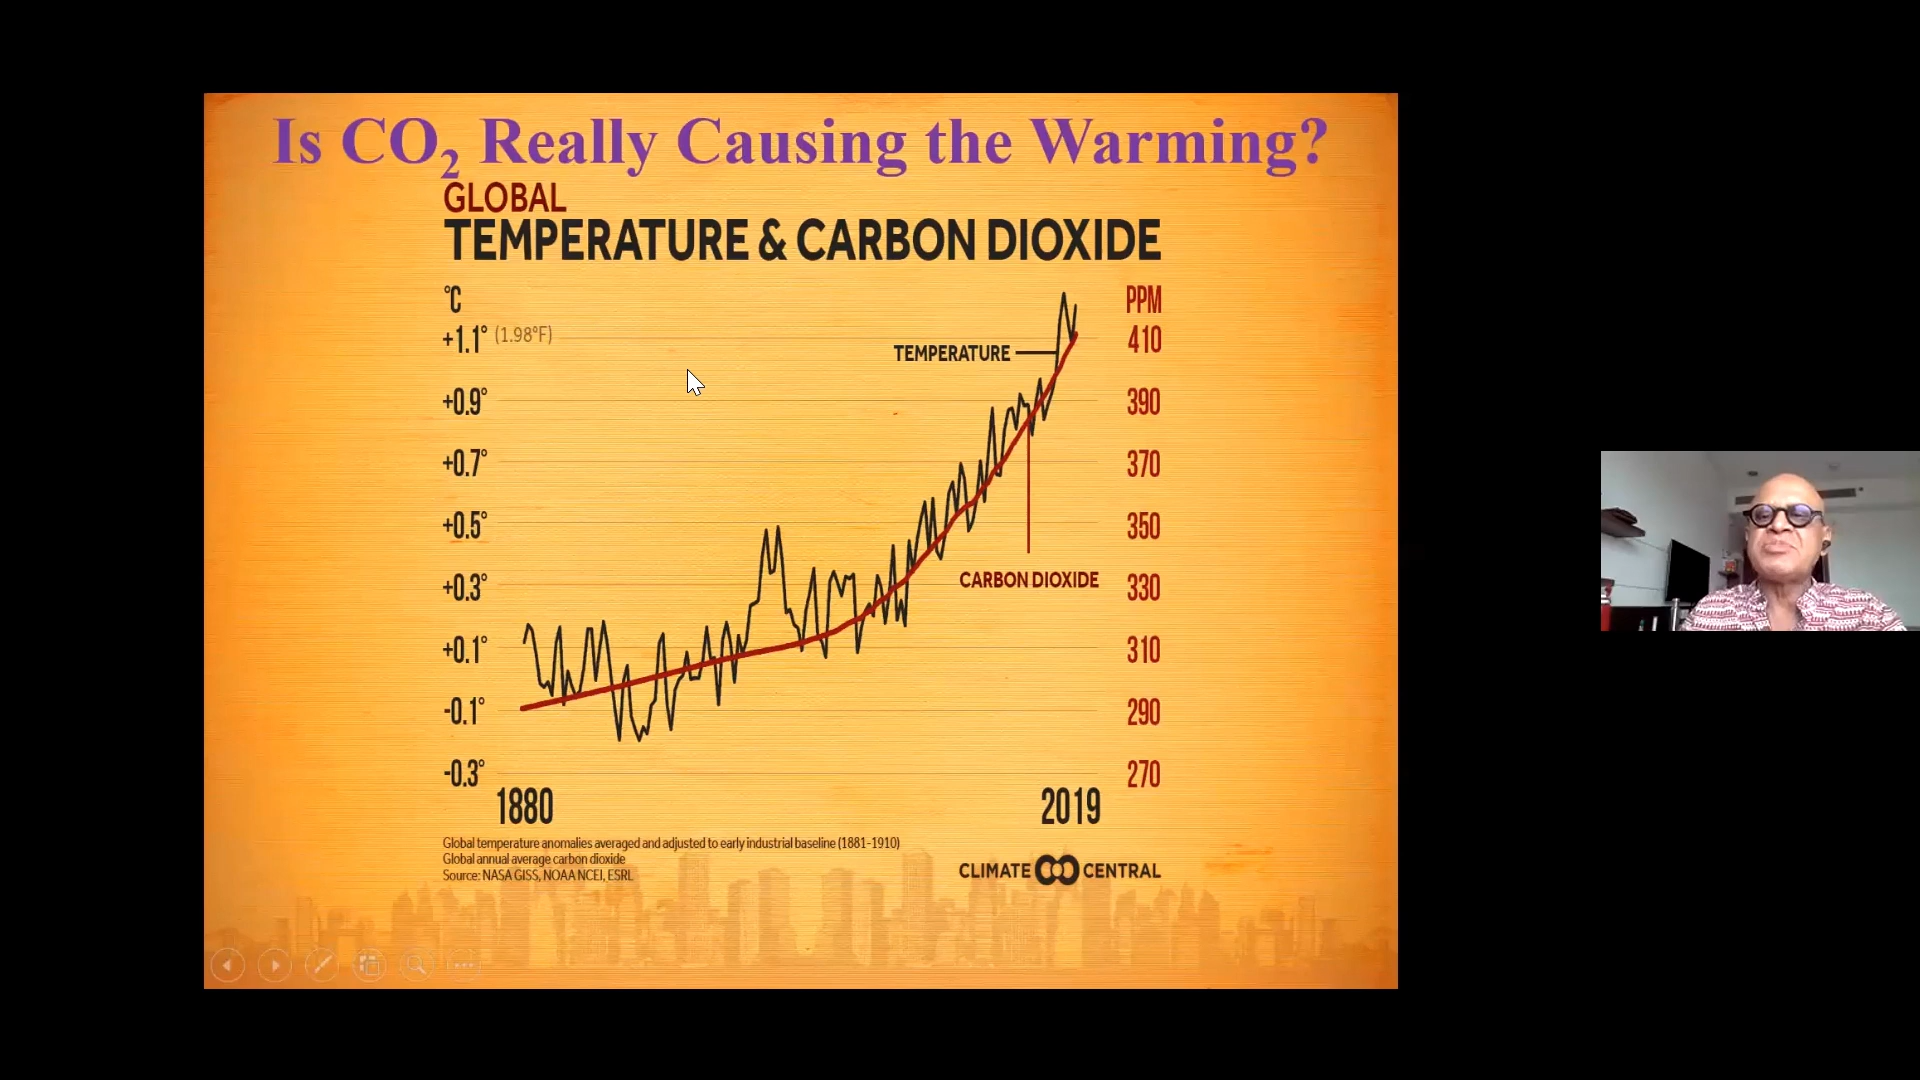 Is CO₂ Really Causing the Warming?
GLOBAL
TEMPERATURE & CARBON DIOXIDE
°C
PPM
+1.1° (1.98°F)
410
TEMPERATURE
+0.9°
390
+0.7°
370
+0.5°
350
+0.3°
CARBON DIOXIDE
330
+0.1°
310
-0.1°
290
-0.3°
270
1880
2019
Global temperature anomalies averaged and adjusted to early industrial baseline (1881-1910)
Global annual average carbon dioxide
Source: NASA GISS, NOAA NCEI, ESRL
CLIMATE CENTRAL